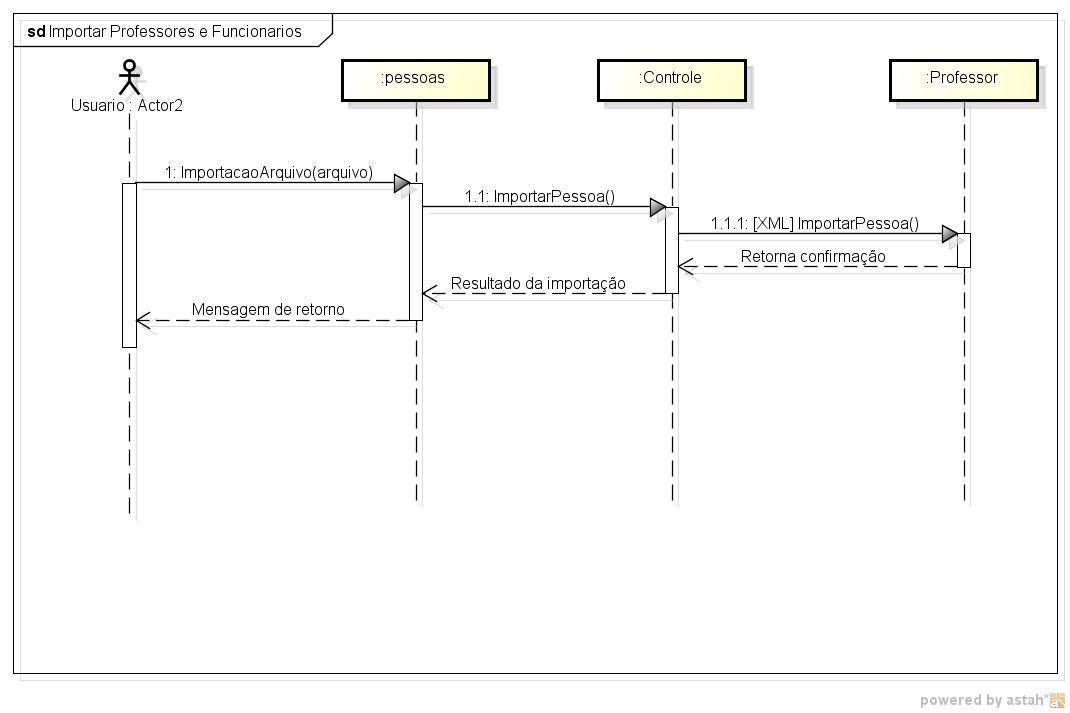 sd Importar Professores e Funcionarios
Usuario : Actor2
:pessoas
:Controle
:Professor
1: ImportacaoArquivo(arquivo)
1.1: ImportarPessoa()
1.1.1: [XML] ImportarPessoa()
Retorna confirmação
Resultado da importação
Mensagem de retorno
powered by astah*